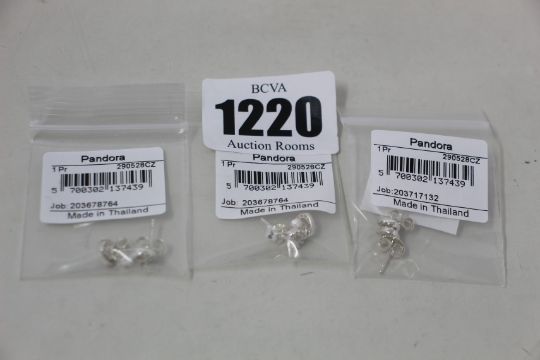 BCVA
1220
Auction Rooms
Pandora
1 Pr 290528CZ
5 700302 137439
Job: 203678764
Made in Thailand
Pandora
1 Pr 290528CZ
5 700302 137439
Job: 203678764
Made in Thailand
Pandora
1 Pr 290528CZ
5 700302 137439
Job: 203717132
Made in Thailand